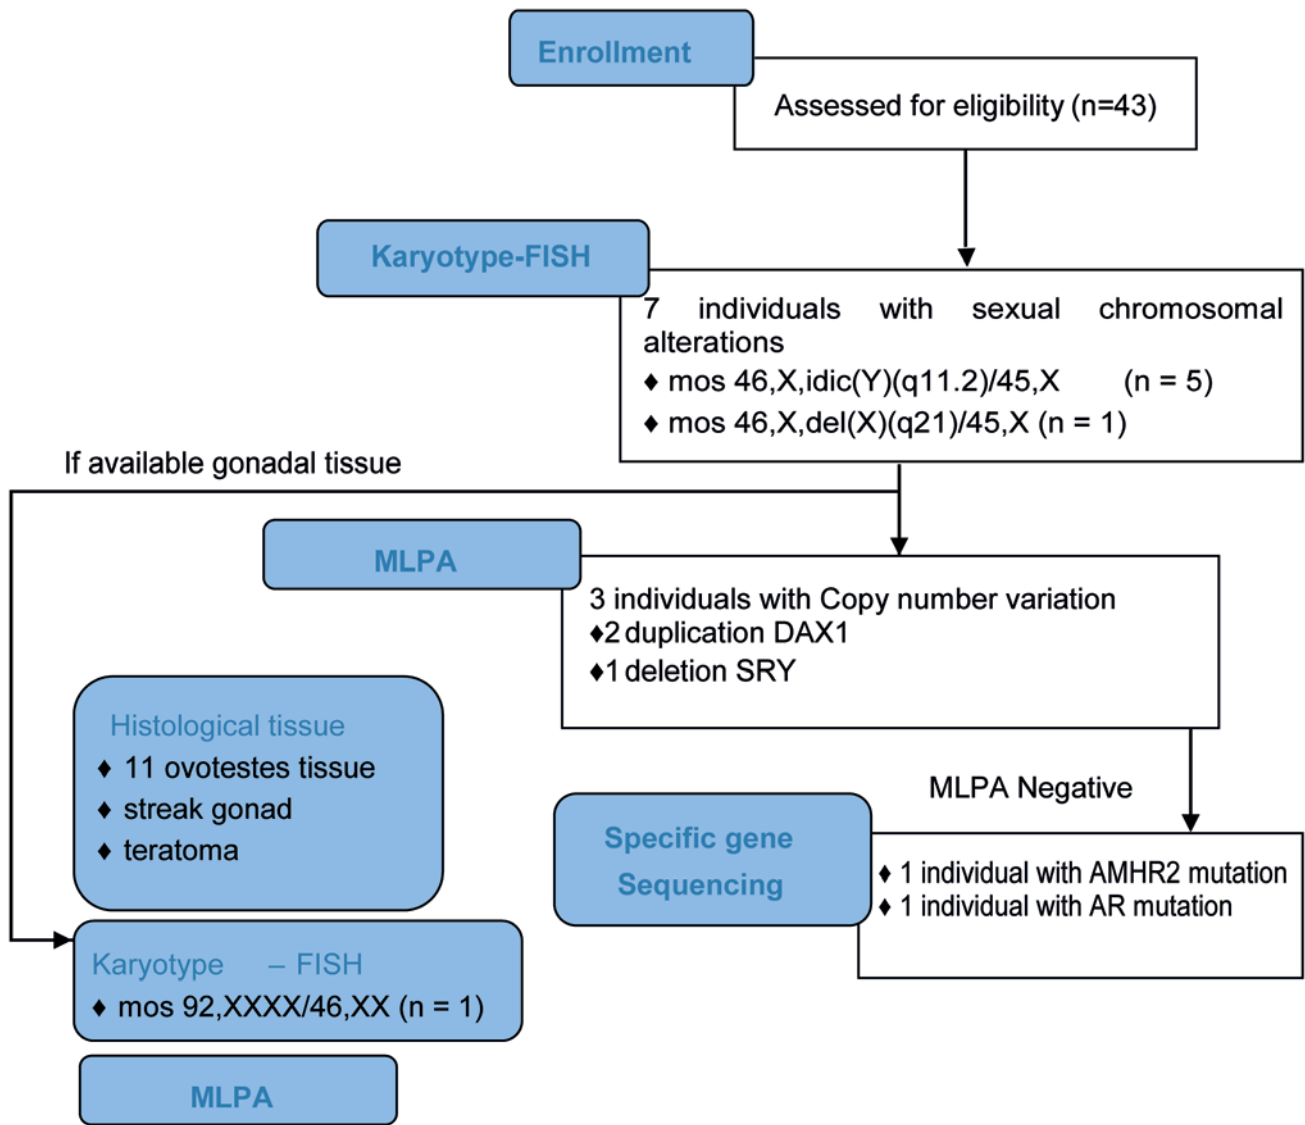 Enrollment
Assessed for eligibility (n=43)
Karyotype-FISH
7 individuals with sexual chromosomal
alterations
♦ mos 46,X,idic(Y)(q11.2)/45,X (n = 5)
♦ mos 46,X,del(X)(q21)/45,X (n = 1)
If available gonadal tissue
MLPA
3 individuals with Copy number variation
♦2 duplication DAX1
♦1 deletion SRY
Histological tissue
♦ 11 ovotestes tissue
♦ streak gonad
♦ teratoma
MLPA Negative
Specific gene
Sequencing
♦ 1 individual with AMHR2 mutation
♦ 1 individual with AR mutation
Karyotype – FISH
♦ mos 92,XXXX/46,XX (n = 1)
MLPA